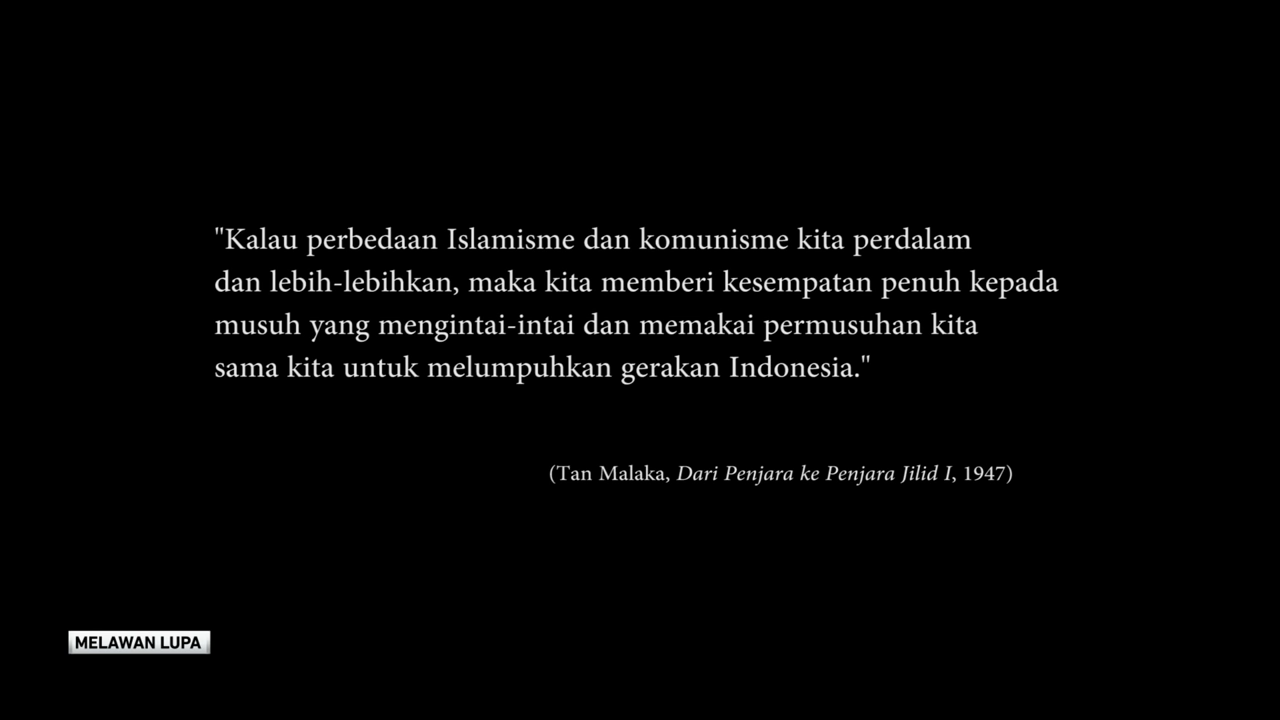 "Kalau perbedaan Islamisme dan komunisme kita perdalam
dan lebih-lebihkan, maka kita memberi kesempatan penuh kepada
musuh yang mengintai-intai dan memakai permusuhan kita
sama kita untuk melumpuhkan gerakan Indonesia."
(Tan Malaka, Dari Penjara ke Penjara Jilid I, 1947)
MELAWAN LUPA